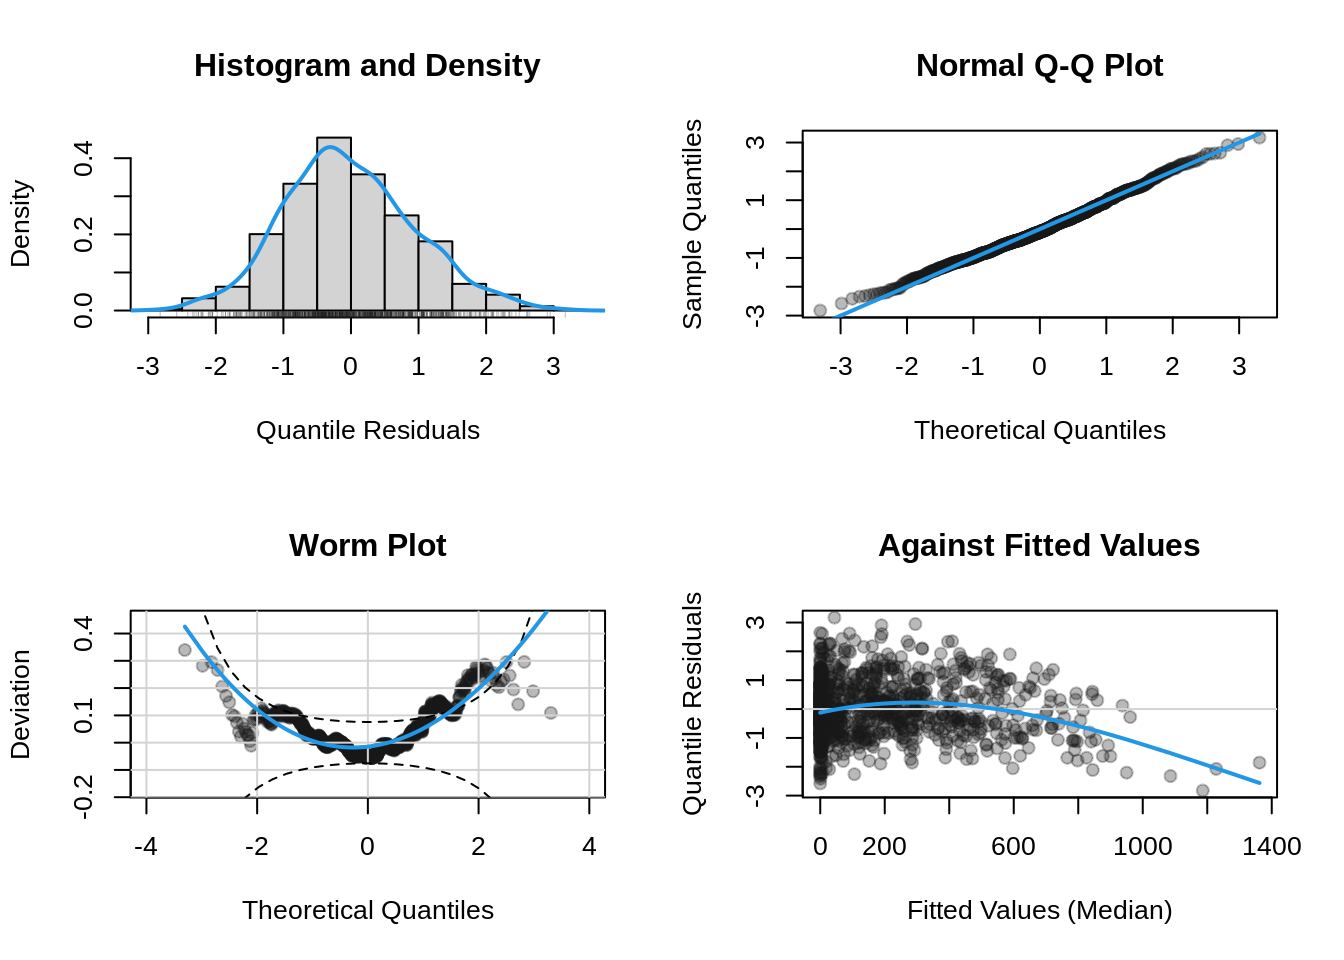 Histogram and Density
Density
0.0 0.2 0.4
-3 -2 -1 0 1 2 3
Quantile Residuals
Normal Q-Q Plot
Sample Quantiles
-3 -1 1 3
-3 -2 -1 0 1 2 3
Theoretical Quantiles
Worm Plot
Deviation
-0.2 0.1 0.4
-4 -2 0 2 4
Theoretical Quantiles
Against Fitted Values
Quantile Residuals
-3 -1 1 3
0 200 600 1000 1400
Fitted Values (Median)